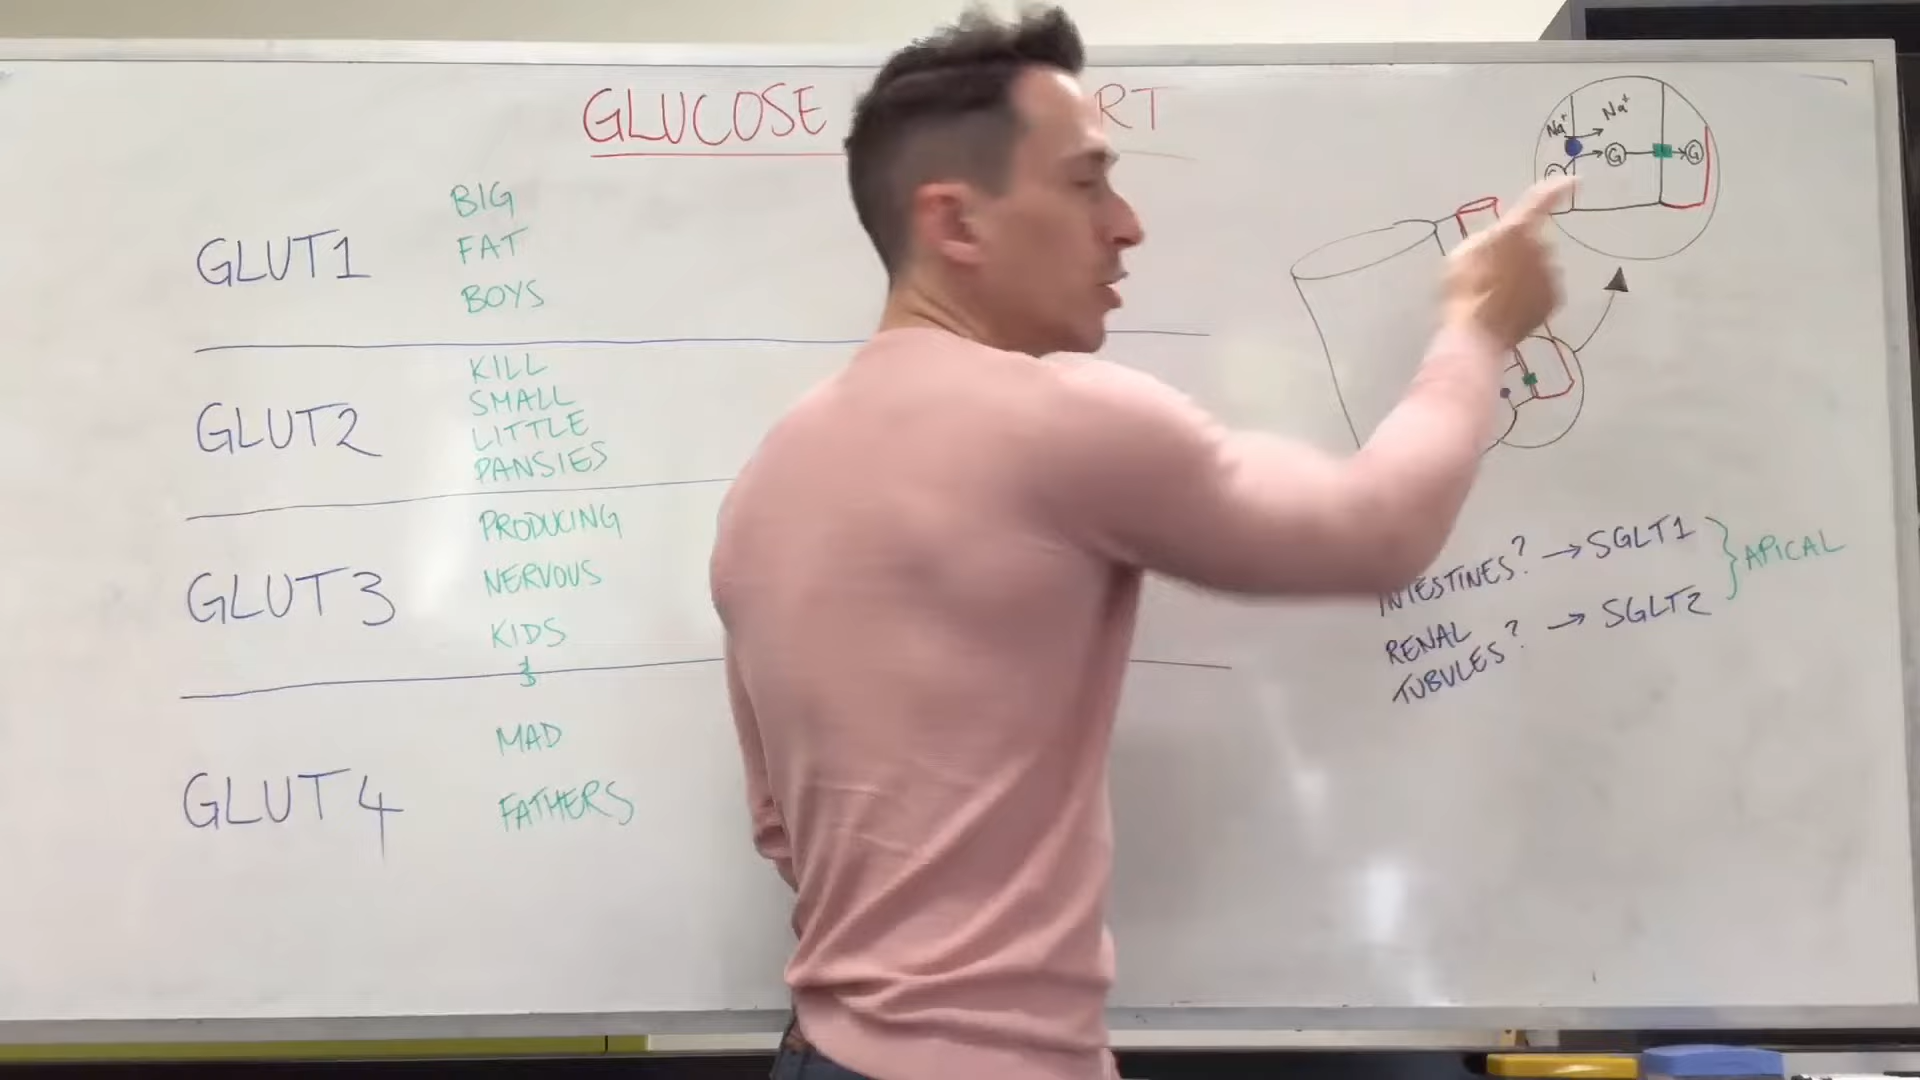 GLUCOSE RT
GLUT1
BIG
FAT
BOYS
GLUT2
KILL
SMALL
LITTLE
PANSIES
GLUT3
PRODUCING
NERVOUS
KIDS
&
GLUT4
MAD
FATHERS
Na⁺ Na⁺
G G
INTESTINES? → SGLT1
RENAL
TUBULES? → SGLT2
} APICAL